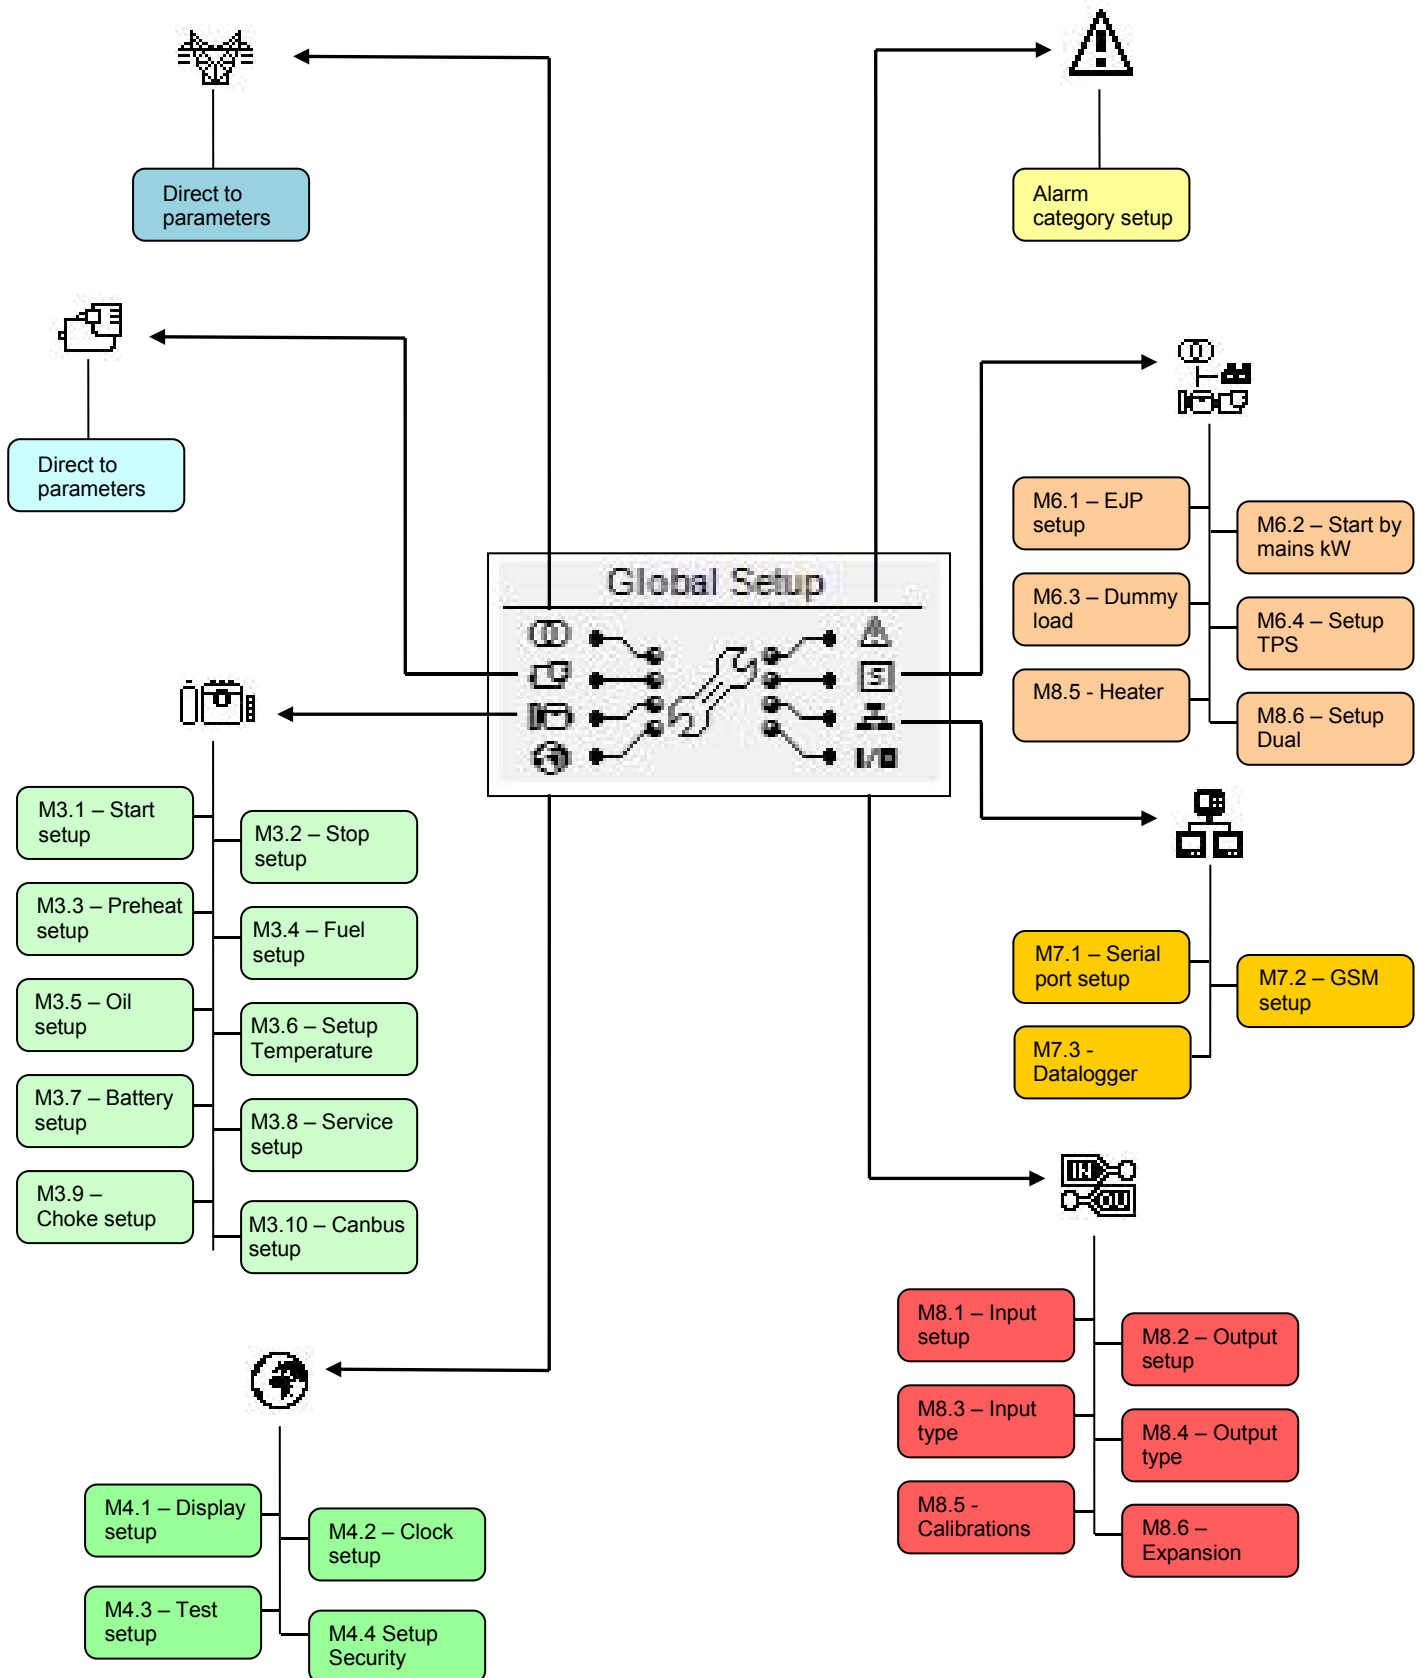 Direct to
parameters
Alarm
category setup
Direct to
parameters
M6.1 – EJP
setup
M6.2 – Start by
mains kW
M6.3 – Dummy
load
M6.4 – Setup
TPS
M8.5 - Heater
M8.6 – Setup
Dual
Global Setup
S
I/O
M3.1 – Start
setup
M3.2 – Stop
setup
M3.3 – Preheat
setup
M3.4 – Fuel
setup
M3.5 – Oil
setup
M3.6 – Setup
Temperature
M3.7 – Battery
setup
M3.8 – Service
setup
M3.9 –
Choke setup
M3.10 – Canbus
setup
M7.1 – Serial
port setup
M7.2 – GSM
setup
M7.3 -
Datalogger
IN
OU
M8.1 – Input
setup
M8.2 – Output
setup
M8.3 – Input
type
M8.4 – Output
type
M8.5 -
Calibrations
M8.6 –
Expansion
M4.1 – Display
setup
M4.2 – Clock
setup
M4.3 – Test
setup
M4.4 Setup
Security